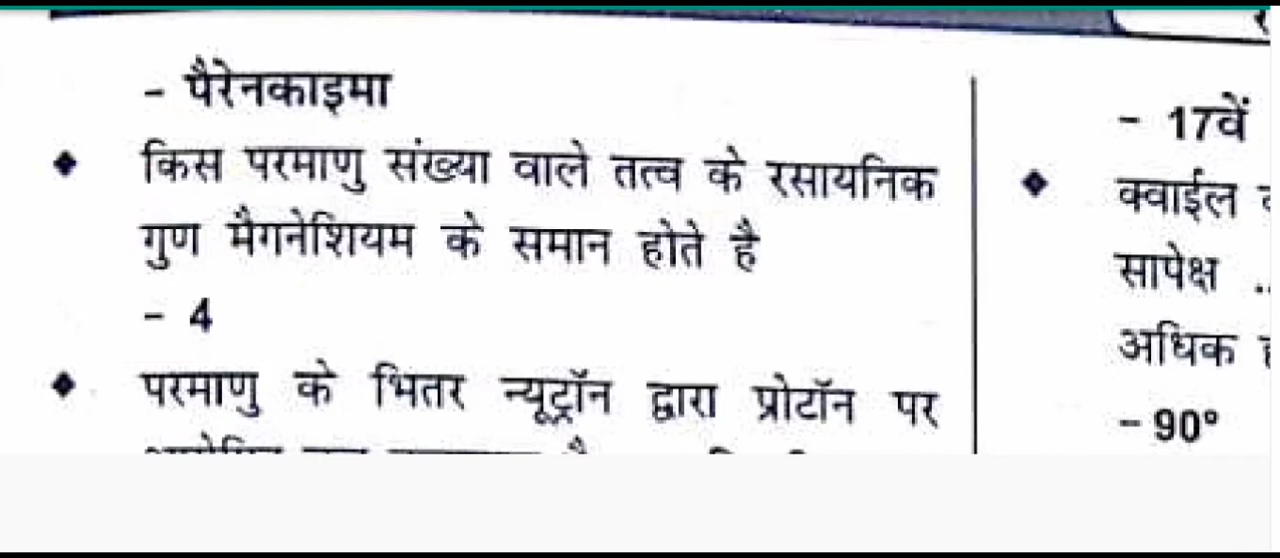 - पैरेनकाइमा
◆ किस परमाणु संख्या वाले तत्व के रसायनिक
गुण मैगनेशियम के समान होते है
- 4
◆ परमाणु के भितर न्यूट्रॉन द्वारा प्रोटॉन पर
- 17वें
◆ क्वाईल
सापेक्ष ..
अधिक
- 90°